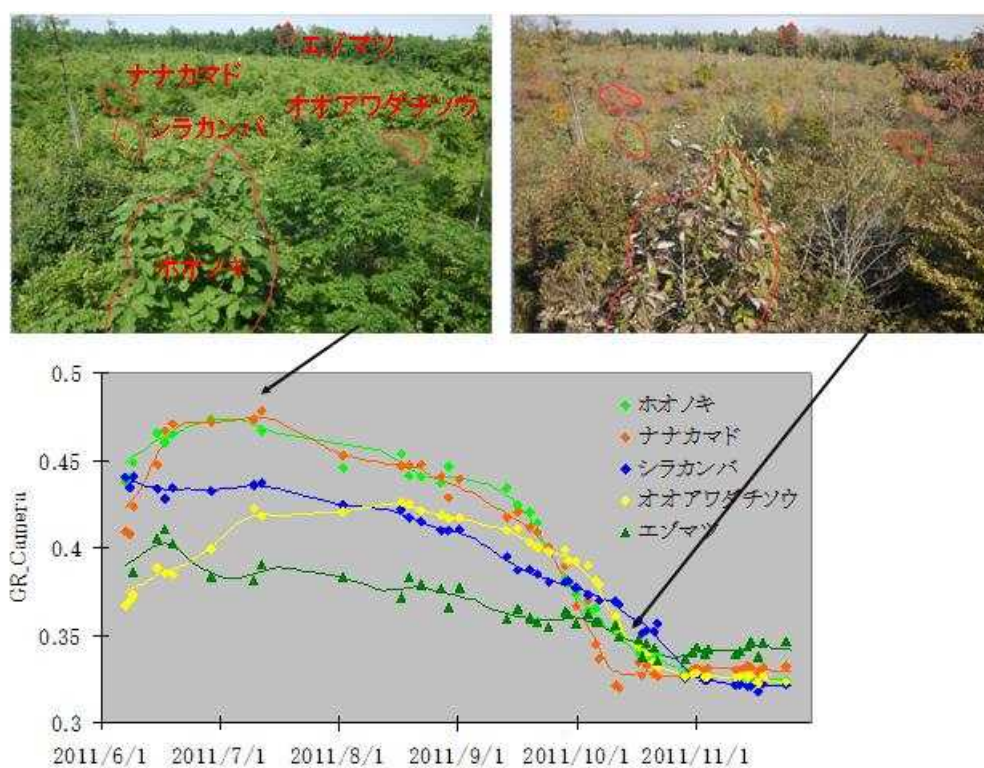 エゾマツ
ナナカマド
オオアワダチソウ
シラカンバ
ホオノキ
0.5
0.45
0.4
0.35
0.3
GR_Camera
ホオノキ
ナナカマド
シラカンバ
オオアワダチソウ
エゾマツ
2011/6/1 2011/7/1 2011/8/1 2011/9/1 2011/10/1 2011/11/1